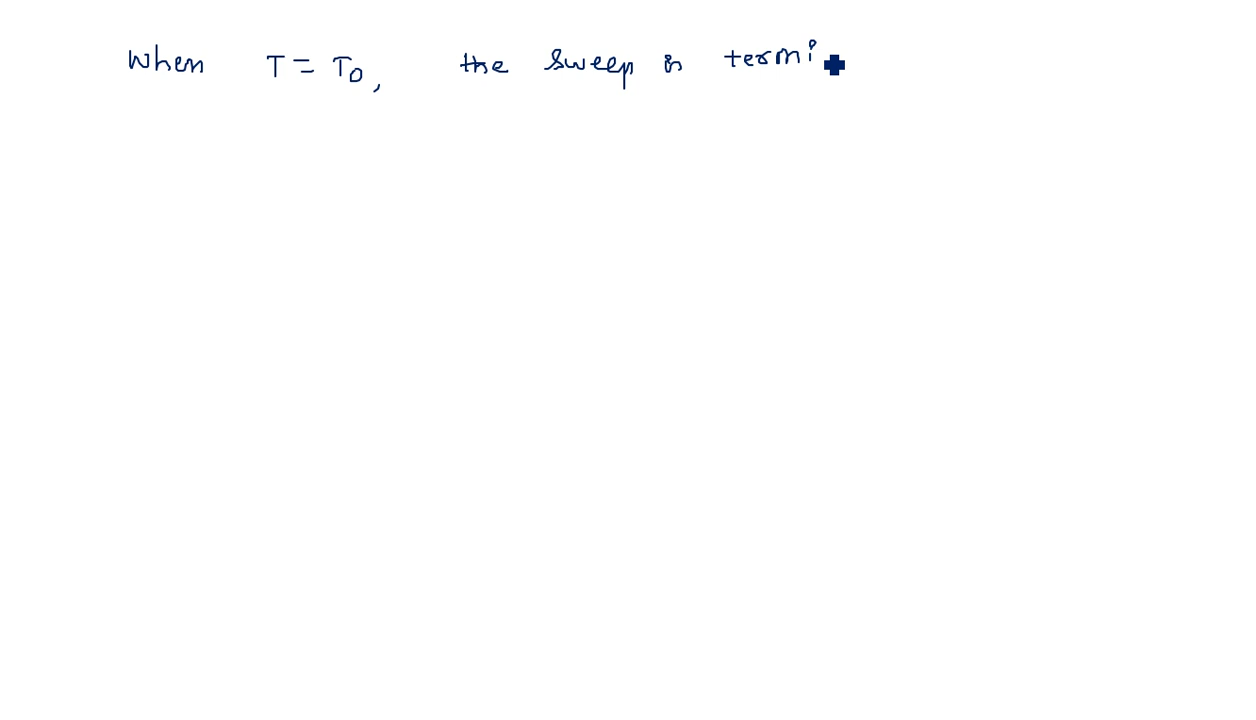 When T = T₀, the sweep is termi